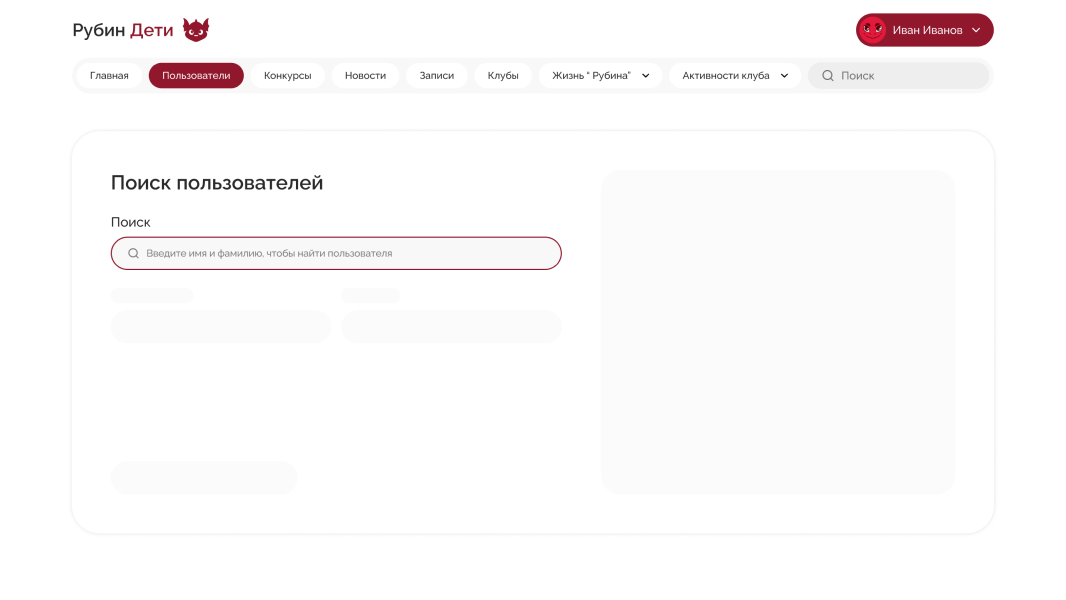 Рубин Дети
Иван Иванов
Главная
Пользователи
Конкурсы
Новости
Записи
Клубы
Жизнь " Рубина"
Активности клуба
Поиск
Поиск пользователей
Поиск
Введите имя и фамилию, чтобы найти пользователя